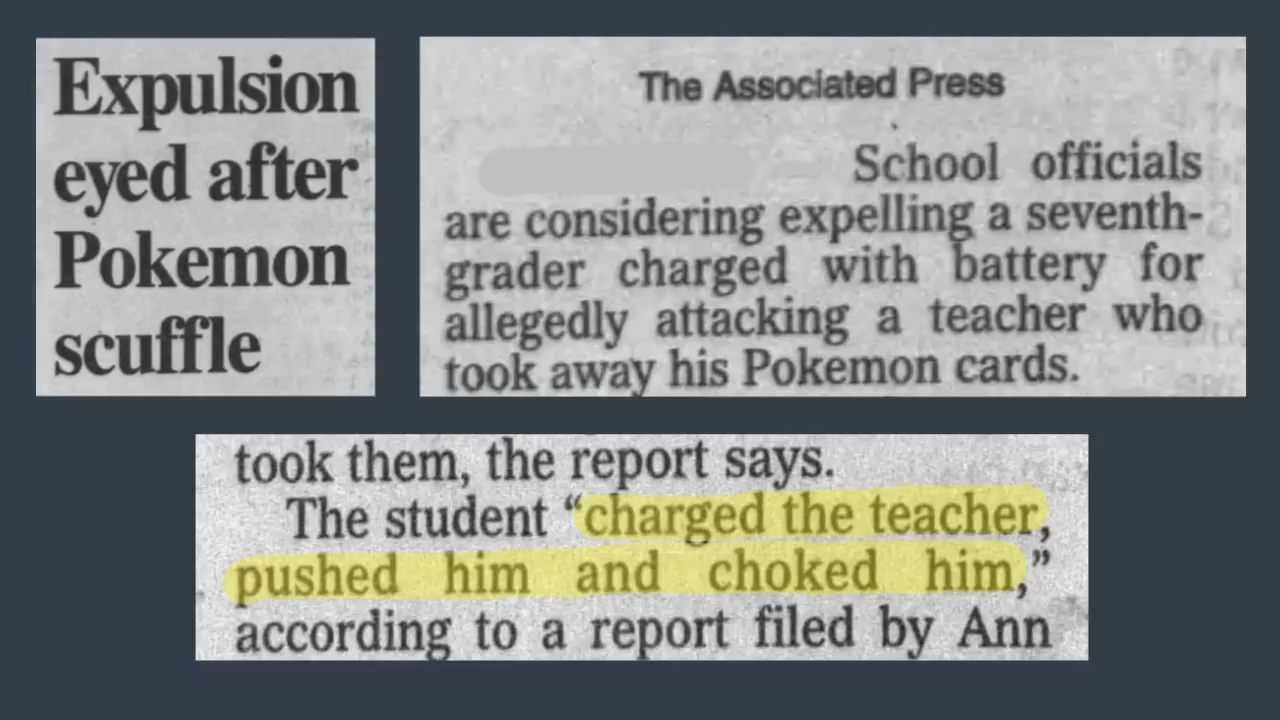 Expulsion
eyed after
Pokemon
scuffle
The Associated Press
School officials
are considering expelling a seventh-
grader charged with battery for
allegedly attacking a teacher who
took away his Pokemon cards.
took them, the report says.
The student “charged the teacher,
pushed him and choked him,”
according to a report filed by Ann